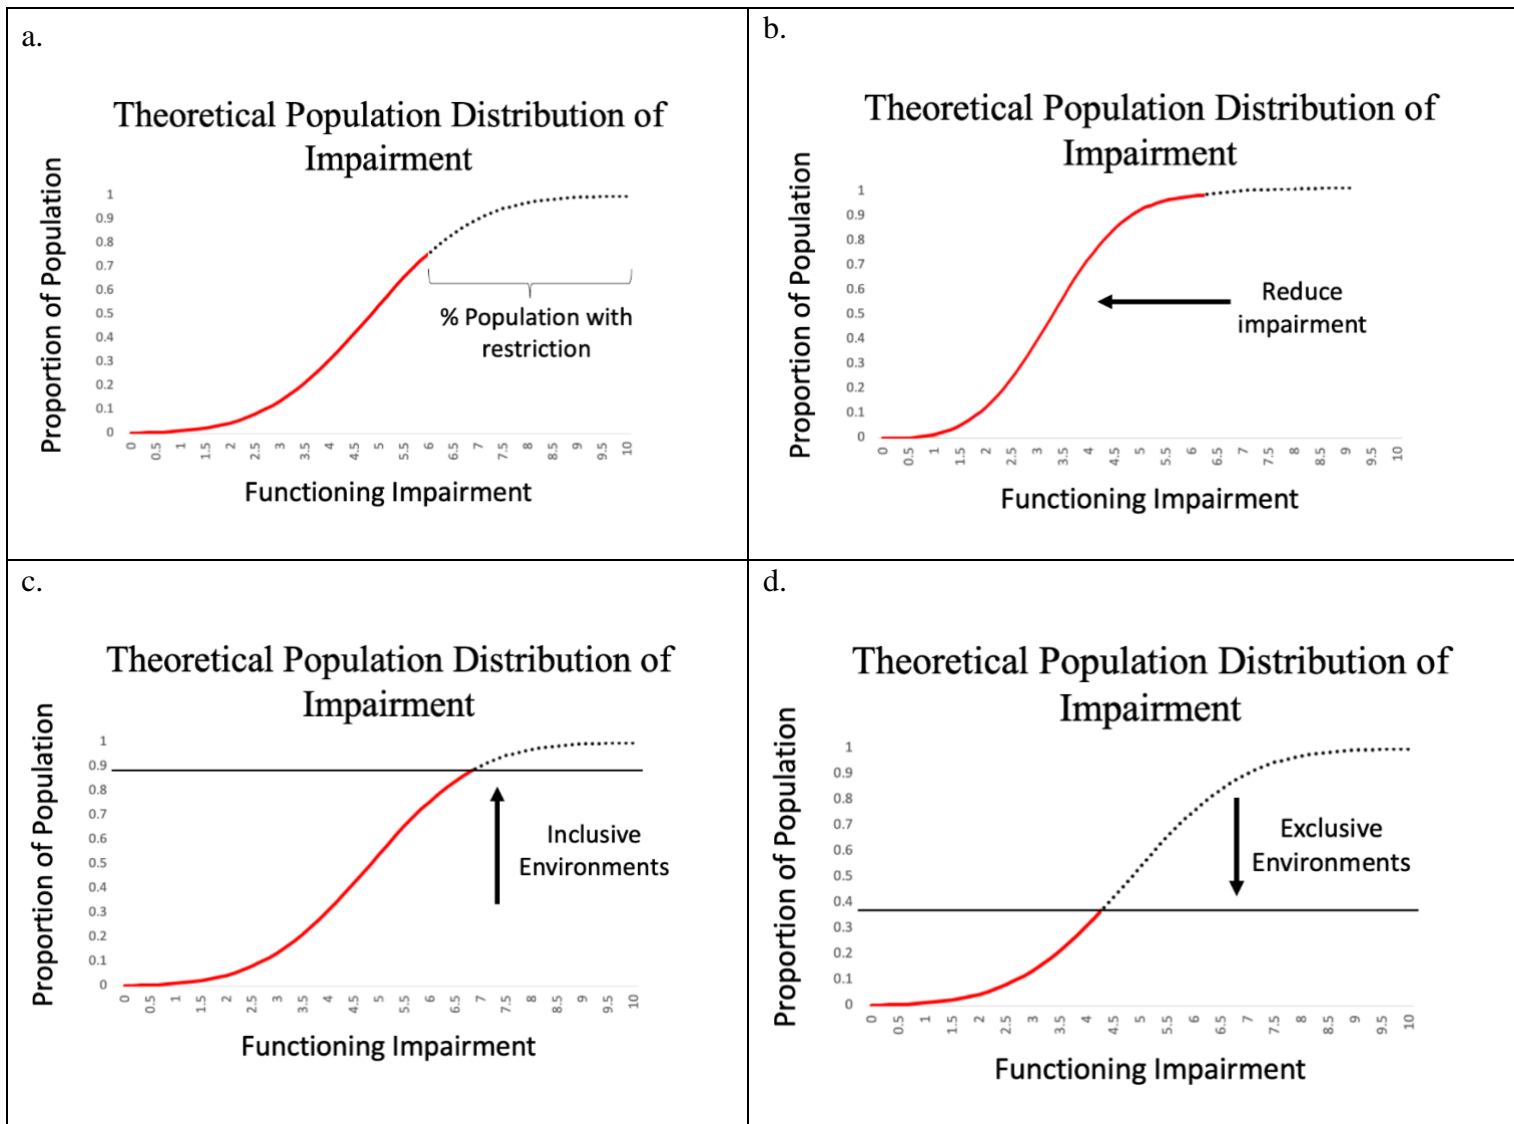 a.
Theoretical Population Distribution of
Impairment
Proportion of Population
1
0.9
0.8
0.7
0.6
0.5
0.4
0.3
0.2
0.1
0
% Population with
restriction
0 0.5 1 1.5 2 2.5 3 3.5 4 4.5 5 5.5 6 6.5 7 7.5 8 8.5 9 9.5 10
Functioning Impairment
b.
Theoretical Population Distribution of
Impairment
Proportion of Population
1
0.9
0.8
0.7
0.6
0.5
0.4
0.3
0.2
0.1
0
Reduce
impairment
0 0.5 1 1.5 2 2.5 3 3.5 4 4.5 5 5.5 6 6.5 7 7.5 8 8.5 9 9.5 10
Functioning Impairment
c.
Theoretical Population Distribution of
Impairment
Proportion of Population
1
0.9
0.8
0.7
0.6
0.5
0.4
0.3
0.2
0.1
0
Inclusive
Environments
0 0.5 1 1.5 2 2.5 3 3.5 4 4.5 5 5.5 6 6.5 7 7.5 8 8.5 9 9.5 10
Functioning Impairment
d.
Theoretical Population Distribution of
Impairment
Proportion of Population
1
0.9
0.8
0.7
0.6
0.5
0.4
0.3
0.2
0.1
0
Exclusive
Environments
0 0.5 1 1.5 2 2.5 3 3.5 4 4.5 5 5.5 6 6.5 7 7.5 8 8.5 9 9.5 10
Functioning Impairment